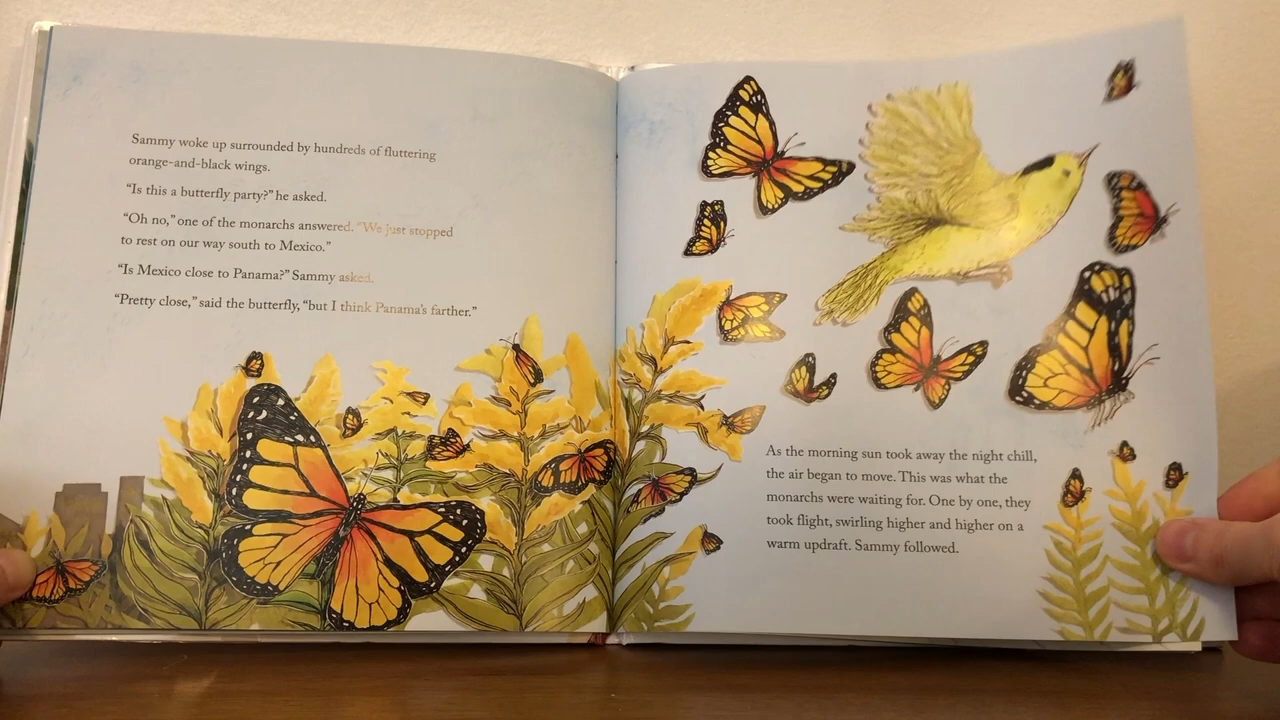 Sammy woke up surrounded by hundreds of fluttering
orange-and-black wings.
“Is this a butterfly party?” he asked.
“Oh no,” one of the monarchs answered. “We just stopped
to rest on our way south to Mexico.”
“Is Mexico close to Panama?” Sammy asked.
“Pretty close,” said the butterfly, “but I think Panama’s farther.”
As the morning sun took away the night chill,
the air began to move. This was what the
monarchs were waiting for. One by one, they
took flight, swirling higher and higher on a
warm updraft. Sammy followed.